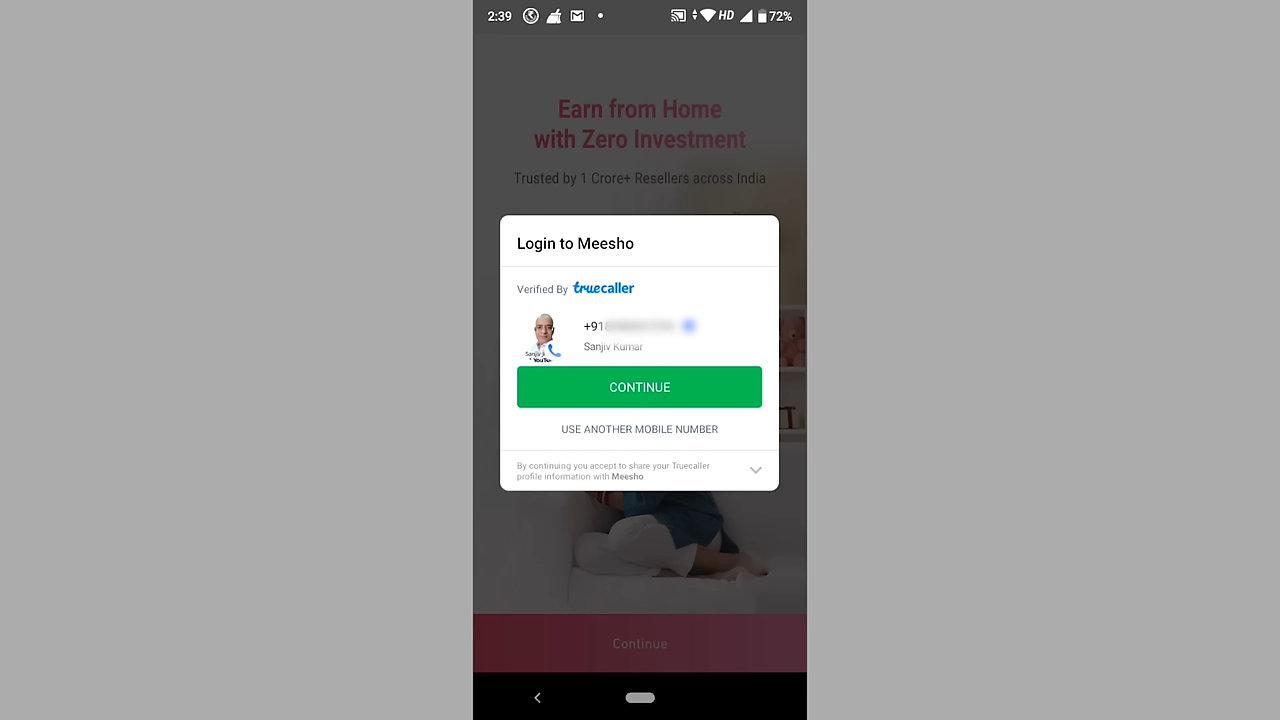 2:39
HD
72%
Earn from Home
with Zero Investment
Trusted by 1 Crore+ Resellers across India
Login to Meesho
Verified By truecaller
+91
Sanjiv Kumar
CONTINUE
USE ANOTHER MOBILE NUMBER
By continuing you accept to share your Truecaller
profile information with Meesho
Continue